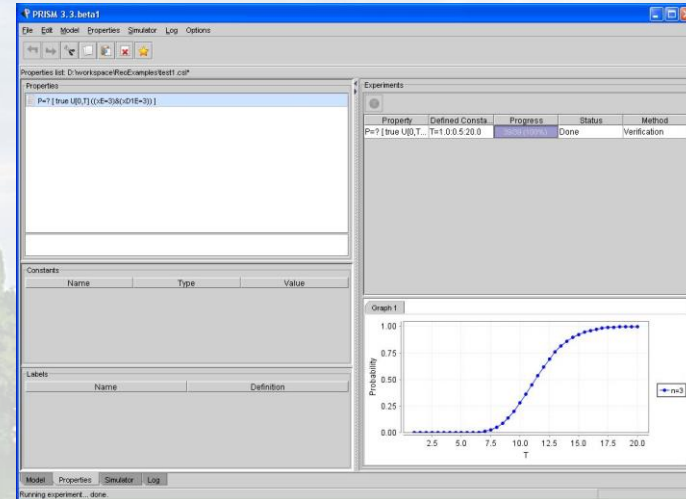 PRISM 3.3.beta1
File Edit Model Properties Simulator Log Options
Properties list: D:\workspace\RecExamples\test1.csl*
Properties
P=? [ true U[0,T] ((xE=3)&(xD1E=3)) ]
Experiments
Property Defined Consta... Progress Status Method
P=? [ true U[0,T... T=1.0:0.5:20.0 39/39 (100%) Done Verification
Constants
Name Type Value
Labels
Name Definition
Graph 1
1.00
0.75
0.50
0.25
0.00
Probability
2.5 5.0 7.5 10.0 12.5 15.0 17.5 20.0
T
n=3
Model Properties Simulator Log
Running experiment... done.